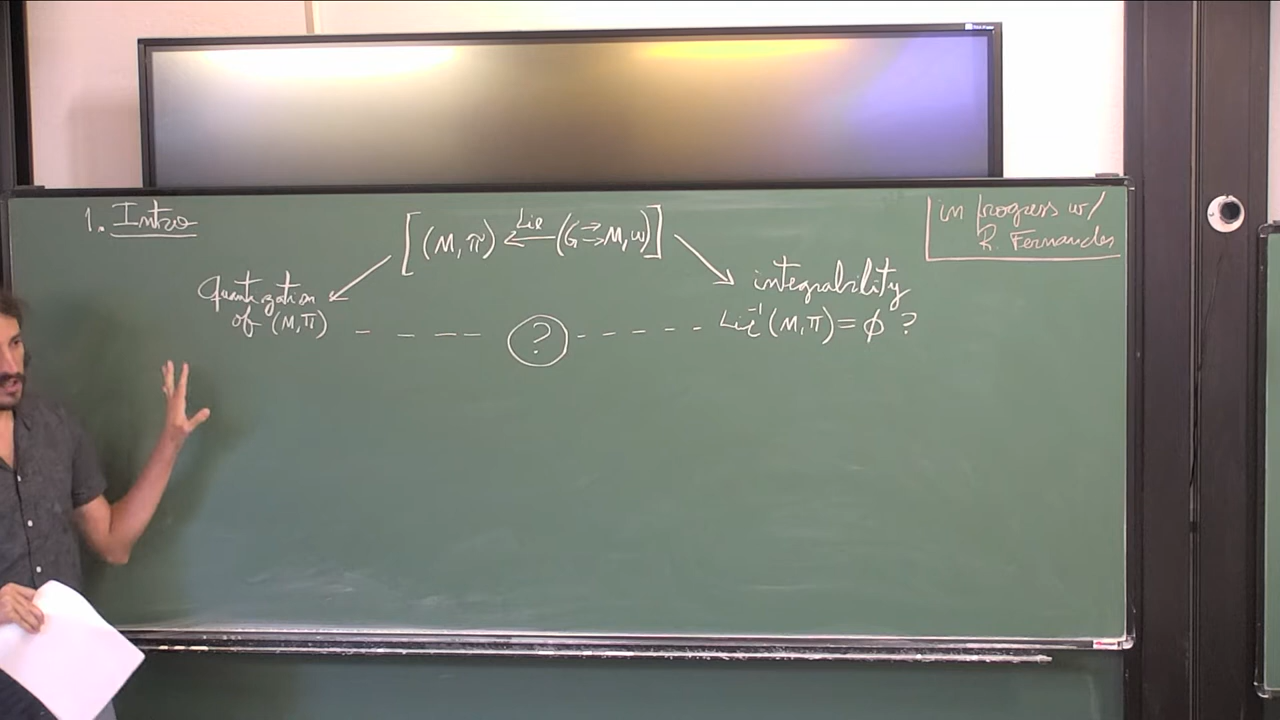 1. Intro
[(M, π) ←Lie (G ⇉ M, ω)]
in progress w/
R. Fernandes
Quantization
of (M, π)
integrability
Lie⁻¹(M, π) = ϕ ?
?